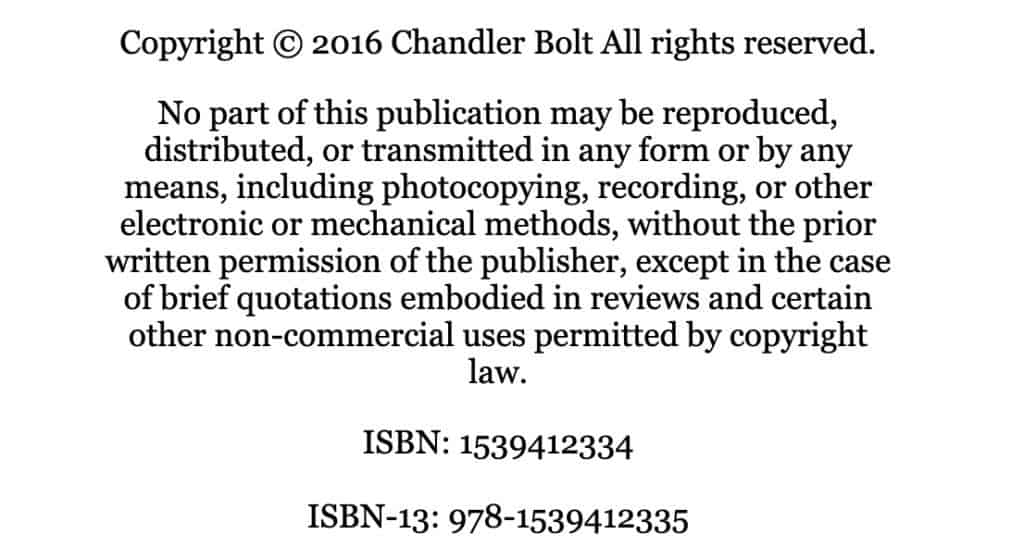 Copyright © 2016 Chandler Bolt All rights reserved.
No part of this publication may be reproduced,
distributed, or transmitted in any form or by any
means, including photocopying, recording, or other
electronic or mechanical methods, without the prior
written permission of the publisher, except in the case
of brief quotations embodied in reviews and certain
other non-commercial uses permitted by copyright
law.
ISBN: 1539412334
ISBN-13: 978-1539412335